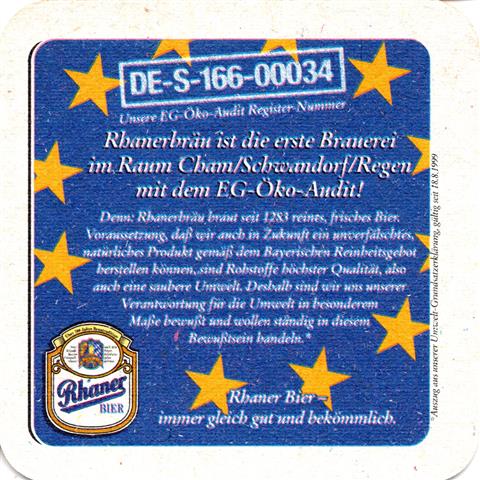 DE-S-166-00034
Unsere EG-Öko-Audit Register-Nummer
Rhanerbräu ist die erste Brauerei
im Raum Cham/Schwandorf/Regen
mit dem EG-Öko-Audit!
Denn: Rhanerbräu braut seit 1283 reines, frisches Bier.
Voraussetzung, daß wir auch in Zukunft ein unverfälschtes,
natürliches Produkt gemäß dem Bayerischen Reinheitsgebot
herstellen können, sind Rohstoffe höchster Qualität, also
auch eine saubere Umwelt. Deshalb sind wir uns unserer
Verantwortung für die Umwelt in besonderem
Maße bewußt und wollen ständig in diesem
Bewußtsein handeln.*
Rhaner
BIER
Rhaner Bier –
immer gleich gut und bekömmlich.
*Auszug aus unserer Umwelt-Grundsatzerklärung, gültig seit 18.8.1999